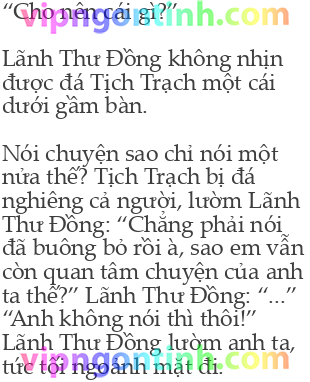 “Cho nên cái gì?”
vipngontinh.com
Lãnh Thư Đồng không nhịn
được đá Tịch Trạch một cái
dưới gầm bàn.
Nói chuyện sao chỉ nói một
nửa thế? Tịch Trạch bị đá
nghiêng cả người, lườm Lãnh
Thư Đồng: “Chẳng phải nói
đã buông bỏ rồi à, sao em vẫn
còn quan tâm chuyện của anh
ta thế?” Lãnh Thư Đồng: “...”
“Anh không nói thì thôi!”
Lãnh Thư Đồng lườm anh ta,
tức tối ngoảnh mặt đi.
vipngontinh.com